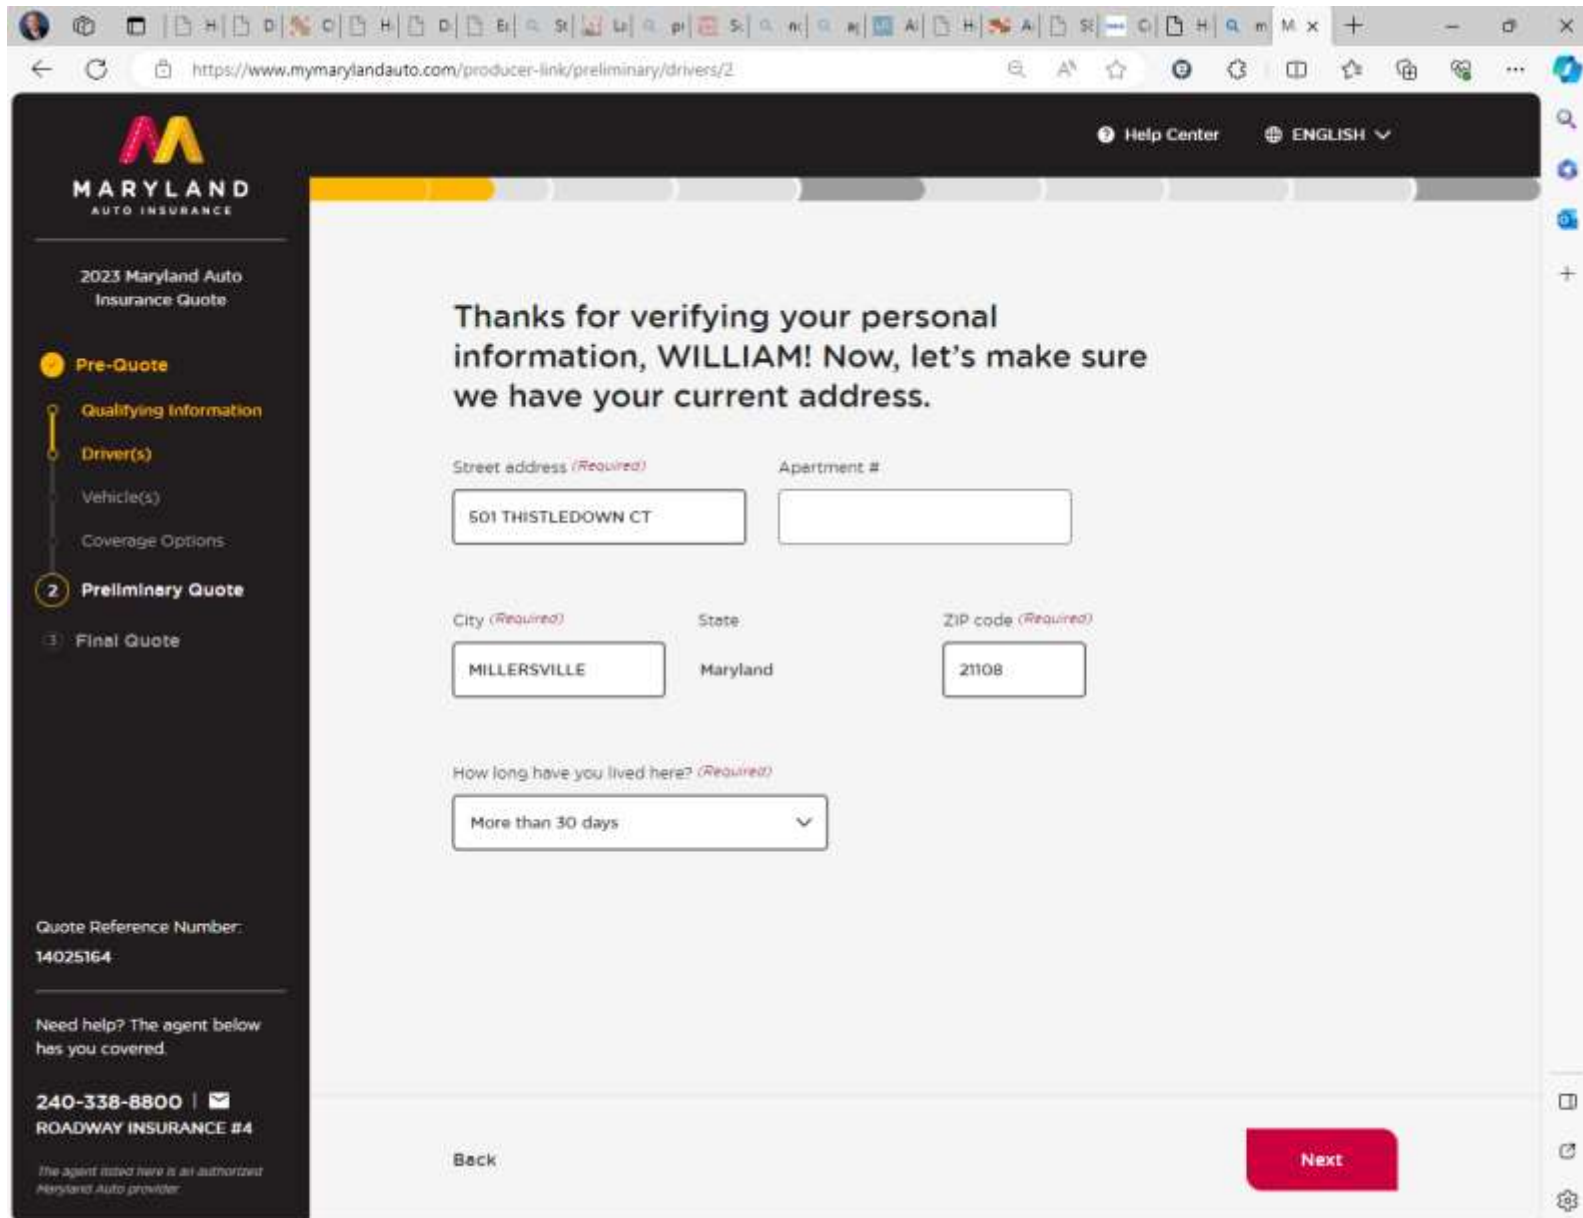 https://www.mymarylandauto.com/producer-link/preliminary/drivers/2
Help Center
ENGLISH
MARYLAND
AUTO INSURANCE
2023 Maryland Auto
Insurance Quote
Pre-Quote
Qualifying Information
Driver(s)
Vehicle(s)
Coverage Options
2 Preliminary Quote
3 Final Quote
Quote Reference Number:
14025164
Need help? The agent below
has you covered.
240-338-8800 |
ROADWAY INSURANCE #4
The agent listed here is an authorized
Maryland Auto provider.
Thanks for verifying your personal
information, WILLIAM! Now, let's make sure
we have your current address.
Street address (Required) Apartment #
501 THISTLEDOWN CT
City (Required) State ZIP code (Required)
MILLERSVILLE Maryland 21108
How long have you lived here? (Required)
More than 30 days
Back Next